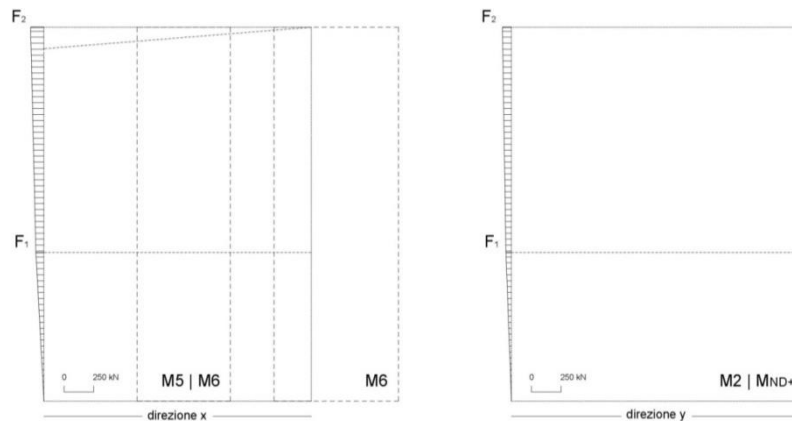 F₂
F₁
0 250 kN
M5 | M6
M6
direzione x
F₂
F₁
0 250 kN
M2 | MND+
direzione y